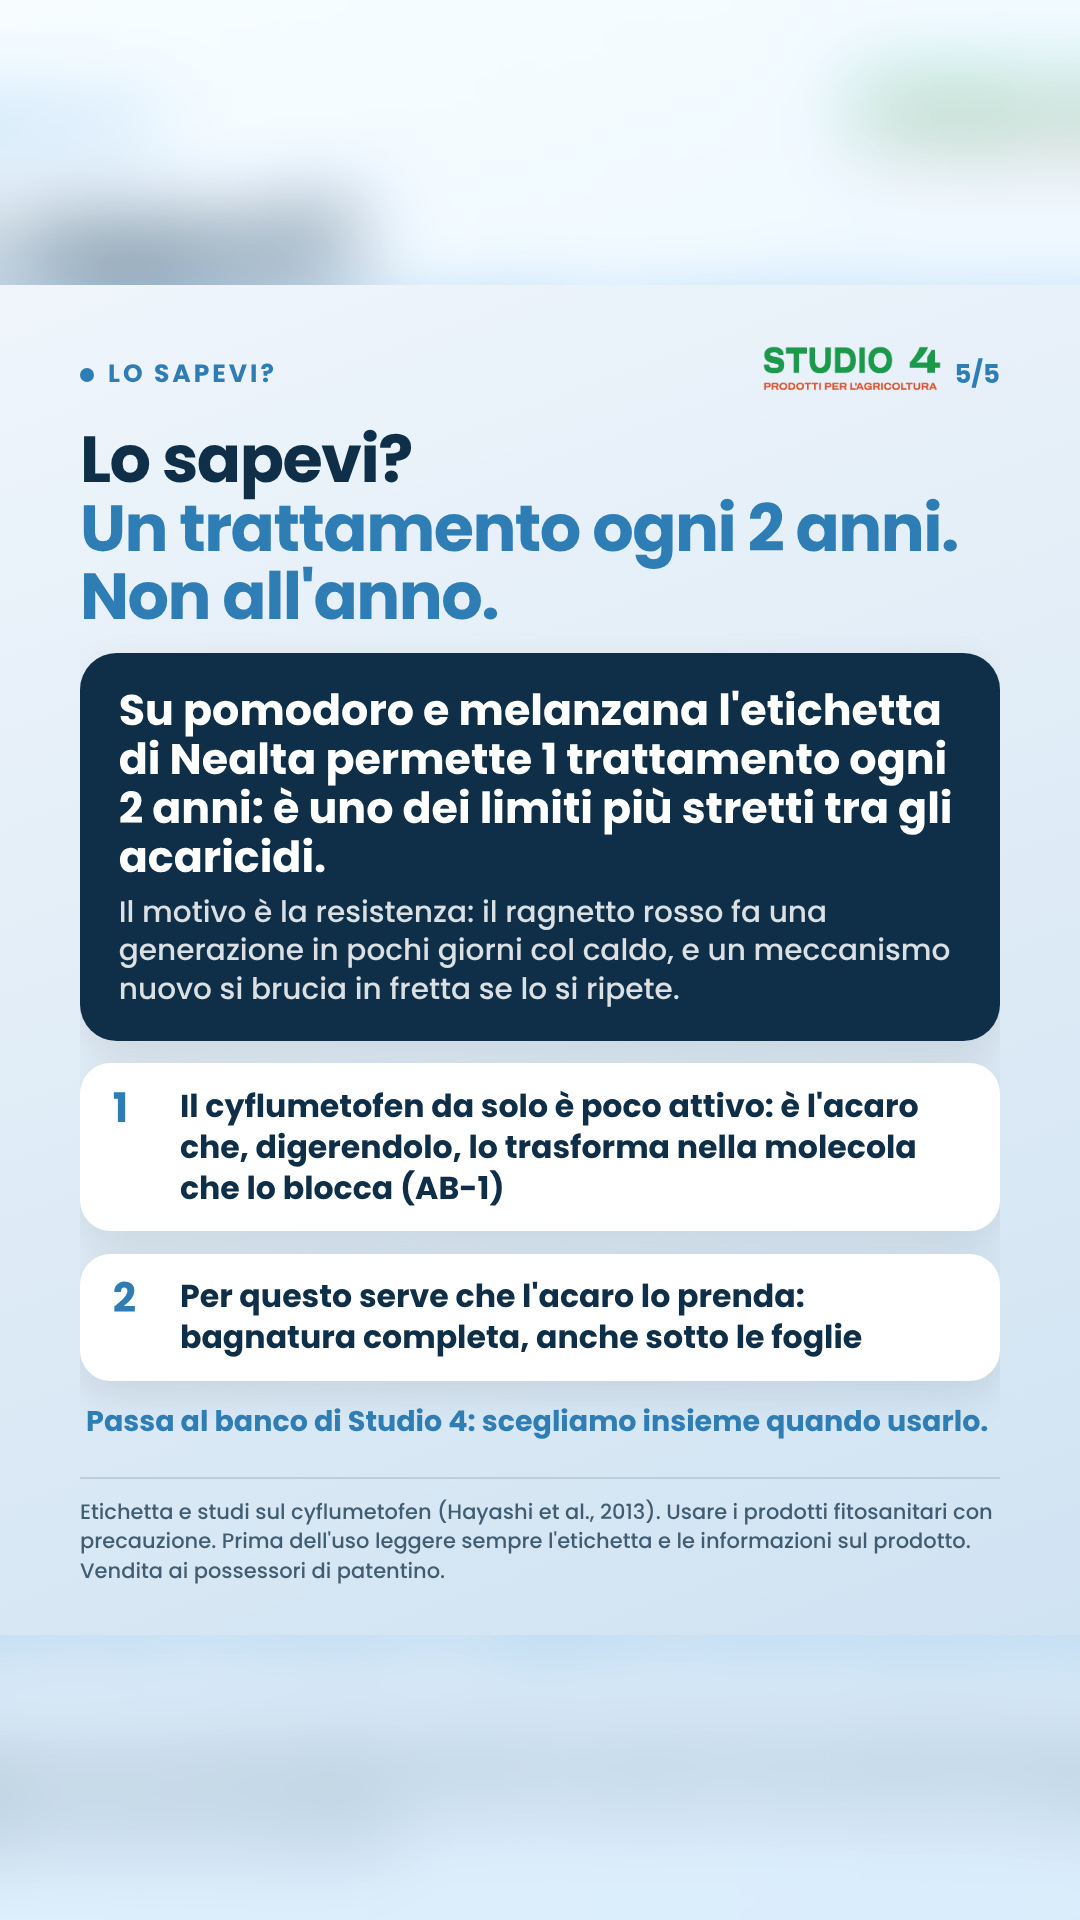 LO SAPEVI?
STUDIO 4
PRODOTTI PER L'AGRICOLTURA
5/5
Lo sapevi?
Un trattamento ogni 2 anni.
Non all'anno.
Su pomodoro e melanzana l'etichetta
di Nealta permette 1 trattamento ogni
2 anni: è uno dei limiti più stretti tra gli
acaricidi.
Il motivo è la resistenza: il ragnetto rosso fa una
generazione in pochi giorni col caldo, e un meccanismo
nuovo si brucia in fretta se lo si ripete.
1
Il cyflumetofen da solo è poco attivo: è l'acaro
che, digerendolo, lo trasforma nella molecola
che lo blocca (AB-1)
2
Per questo serve che l'acaro lo prenda:
bagnatura completa, anche sotto le foglie
Passa al banco di Studio 4: scegliamo insieme quando usarlo.
Etichetta e studi sul cyflumetofen (Hayashi et al., 2013). Usare i prodotti fitosanitari con
precauzione. Prima dell'uso leggere sempre l'etichetta e le informazioni sul prodotto.
Vendita ai possessori di patentino.